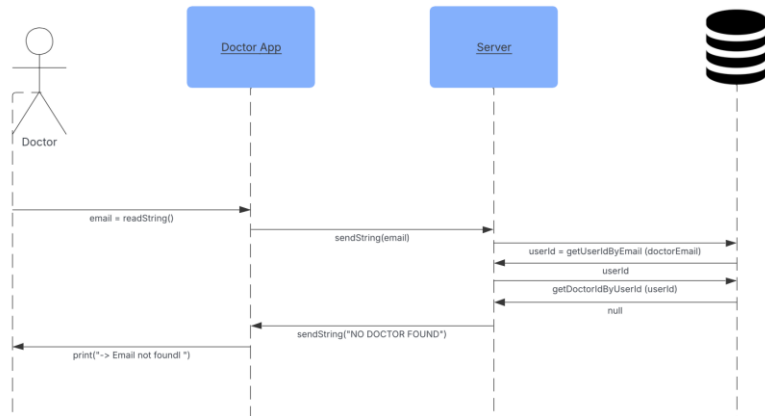 Doctor App
Server
Doctor
email = readString()
sendString(email)
userId = getUserIdByEmail (doctorEmail)
userId
getDoctorIdByUserId (userId)
null
sendString("NO DOCTOR FOUND")
print("-> Email not foundl ")